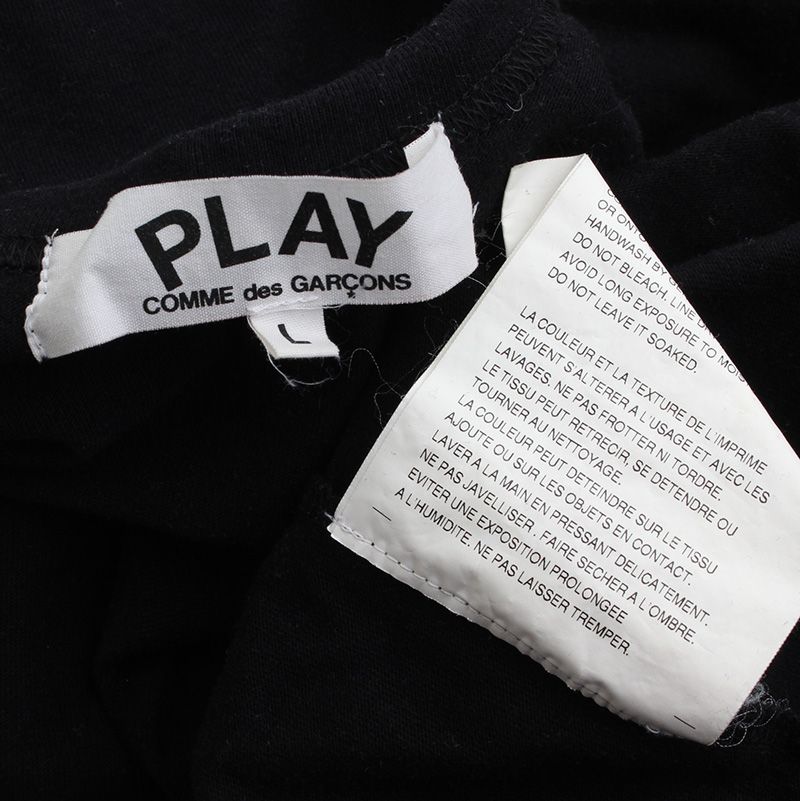 PLAY
COMME des GARÇONS
L
OR ONTO
HANDWASH BY
DO NOT BLEACH. LINE
AVOID LONG EXPOSURE TO
DO NOT LEAVE IT SOAKED.
LA COULEUR ET LA TEXTURE DE L'IMPRIME
PEUVENT S'ALTERER A L'USAGE ET AVEC LES
LAVAGES. NE PAS FROTTER NI TORDRE.
LE TISSU PEUT RETRECIR, SE DETENDRE OU
TOURNER AU NETTOYAGE.
LA COULEUR PEUT DETEINDRE SUR LE TISSU
AJOUTE OU SUR LES OBJETS EN CONTACT.
LAVER A LA MAIN EN PRESSANT DELICATEMENT.
NE PAS JAVELLISER. FAIRE SECHER A L'OMBRE.
EVITER UNE EXPOSITION PROLONGEE
A L'HUMIDITE. NE PAS LAISSER TREMPER.